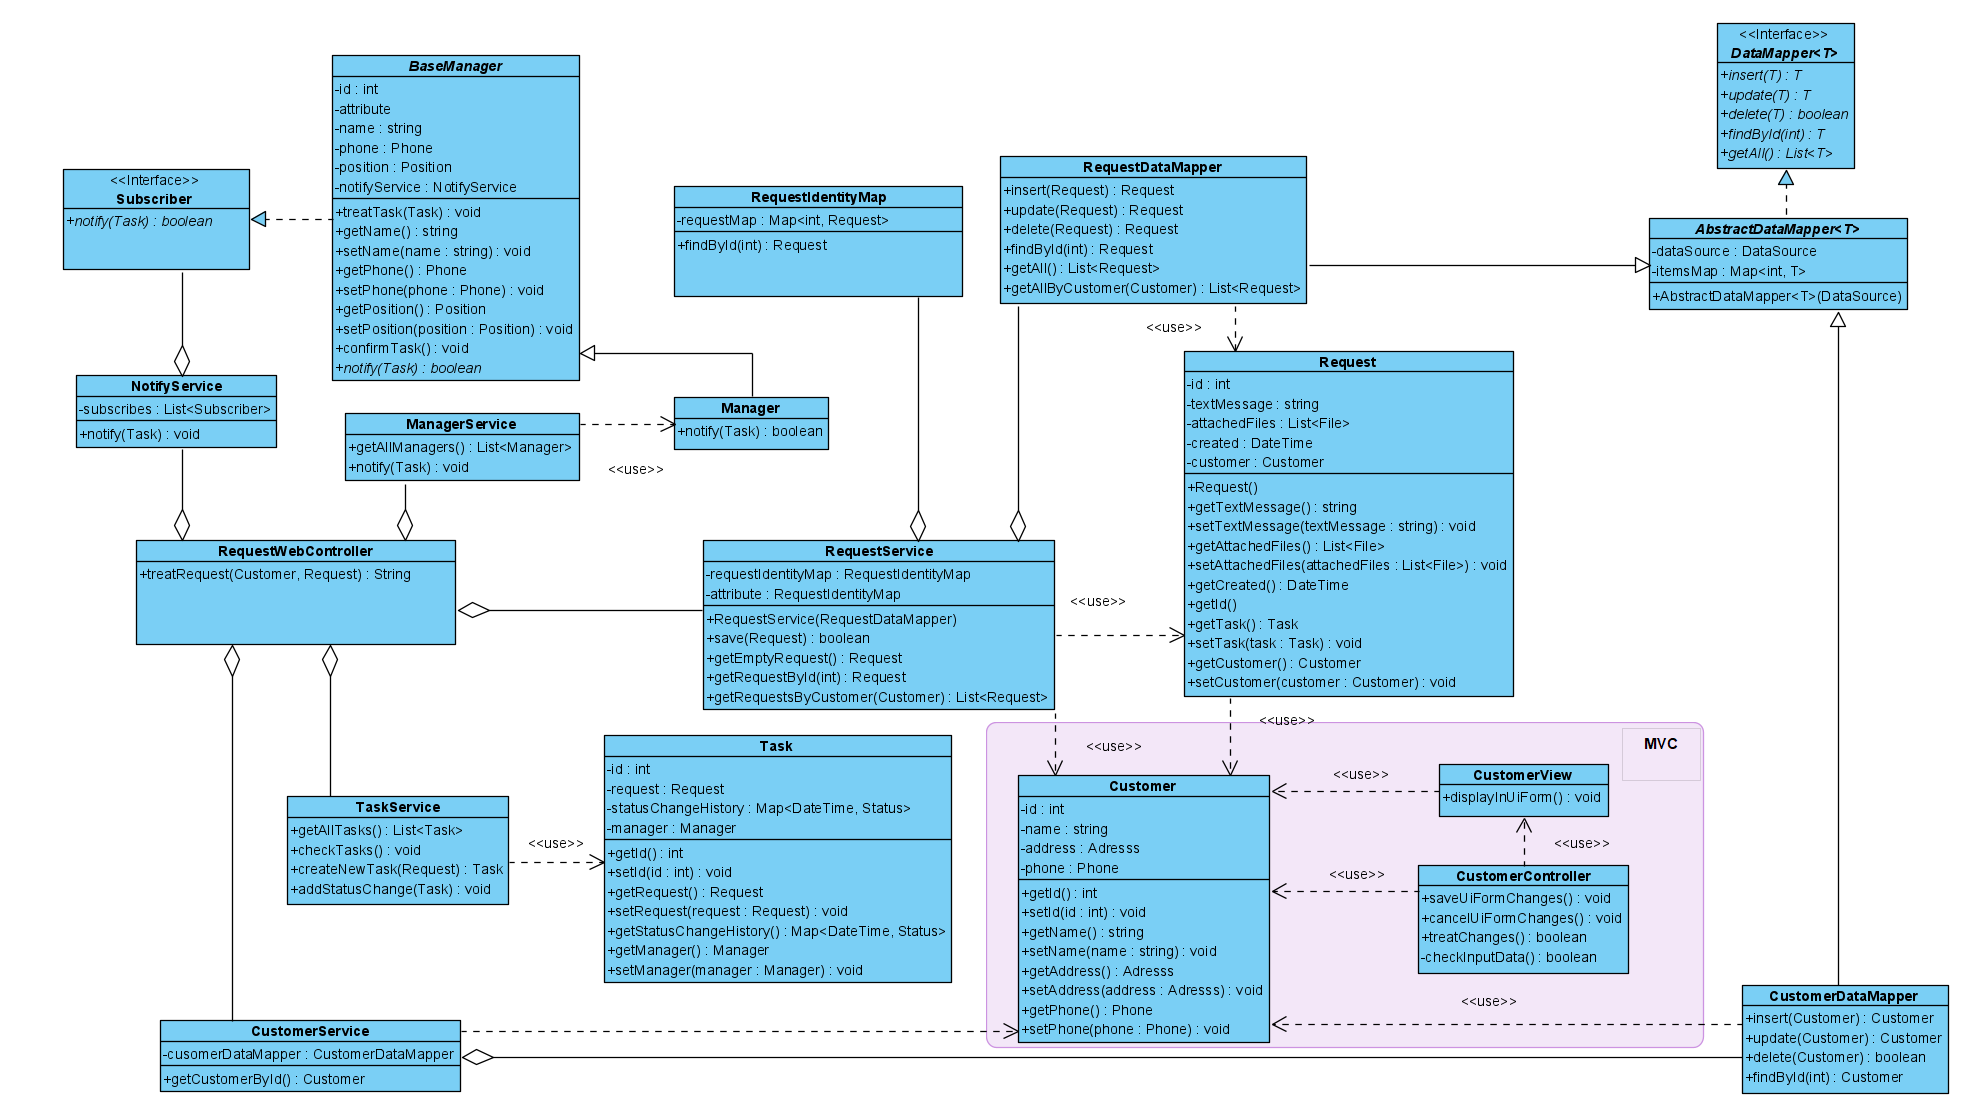 <<Interface>>
DataMapper<T>
+insert(T) : T
+update(T) : T
+delete(T) : boolean
+findById(int) : T
+getAll() : List<T>
BaseManager
-id : int
-attribute
-name : string
-phone : Phone
-position : Position
-notifyService : NotifyService
+treatTask(Task) : void
+getName() : string
+setName(name : string) : void
+getPhone() : Phone
+setPhone(phone : Phone) : void
+getPosition() : Position
+setPosition(position : Position) : void
+confirmTask() : void
+notify(Task) : boolean
<<Interface>>
Subscriber
+notify(Task) : boolean
RequestIdentityMap
-requestMap : Map<int, Request>
+findById(int) : Request
RequestDataMapper
+insert(Request) : Request
+update(Request) : Request
+delete(Request) : Request
+findById(int) : Request
+getAll() : List<Request>
+getAllByCustomer(Customer) : List<Request>
AbstractDataMapper<T>
-dataSource : DataSource
-itemsMap : Map<int, T>
+AbstractDataMapper<T>(DataSource)
<<use>>
NotifyService
-subscribes : List<Subscriber>
+notify(Task) : void
ManagerService
+getAllManagers() : List<Manager>
+notify(Task) : void
<<use>>
Manager
+notify(Task) : boolean
Request
-id : int
-textMessage : string
-attachedFiles : List<File>
-created : DateTime
-customer : Customer
+Request()
+getTextMessage() : string
+setTextMessage(textMessage : string) : void
+getAttachedFiles() : List<File>
+setAttachedFiles(attachedFiles : List<File>) : void
+getCreated() : DateTime
+getId()
+getTask() : Task
+setTask(task : Task) : void
+getCustomer() : Customer
+setCustomer(customer : Customer) : void
RequestWebController
+treatRequest(Customer, Request) : String
RequestService
-requestIdentityMap : RequestIdentityMap
-attribute : RequestIdentityMap
+RequestService(RequestDataMapper)
+save(Request) : boolean
+getEmptyRequest() : Request
+getRequestById(int) : Request
+getRequestsByCustomer(Customer) : List<Request>
<<use>>
<<use>>
<<use>>
MVC
Task
-id : int
-request : Request
-statusChangeHistory : Map<DateTime, Status>
-manager : Manager
+getId() : int
+setId(id : int) : void
+getRequest() : Request
+setRequest(request : Request) : void
+getStatusChangeHistory() : Map<DateTime, Status>
+getManager() : Manager
+setManager(manager : Manager) : void
TaskService
+getAllTasks() : List<Task>
+checkTasks() : void
+createNewTask(Request) : Task
+addStatusChange(Task) : void
<<use>>
Customer
-id : int
-name : string
-address : Adresss
-phone : Phone
+getId() : int
+setId(id : int) : void
+getName() : string
+setName(name : string) : void
+getAddress() : Adresss
+setAddress(address : Adresss) : void
+getPhone() : Phone
+setPhone(phone : Phone) : void
<<use>>
CustomerView
+displayInUiForm() : void
<<use>>
<<use>>
CustomerController
+saveUiFormChanges() : void
+cancelUiFormChanges() : void
+treatChanges() : boolean
-checkInputData() : boolean
<<use>>
CustomerService
-cusomerDataMapper : CustomerDataMapper
+getCustomerById() : Customer
CustomerDataMapper
+insert(Customer) : Customer
+update(Customer) : Customer
+delete(Customer) : boolean
+findById(int) : Customer